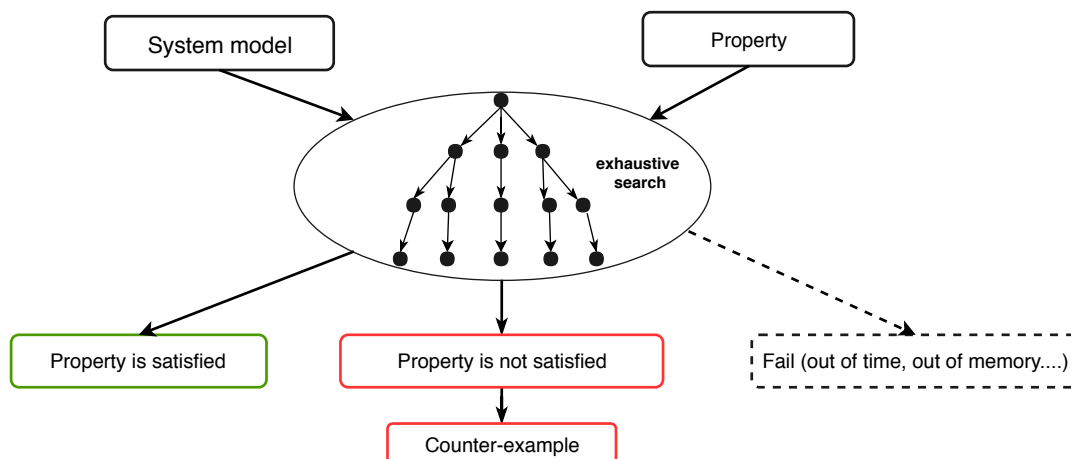 System model
Property
exhaustive
search
Property is satisfied
Property is not satisfied
Fail (out of time, out of memory....)
Counter-example